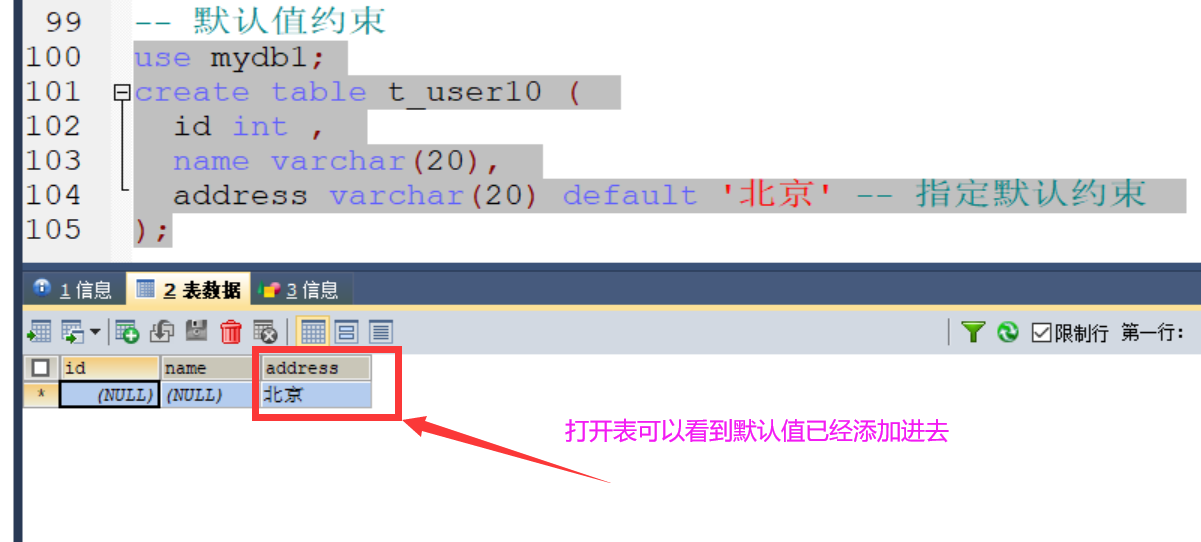 99 -- 默认值约束
100 use mydb1;
101 create table t_user10 (
102 id int ,
103 name varchar(20),
104 address varchar(20) default '北京' -- 指定默认约束
105 );
1 信息 2 表数据 3 信息
限制行 第一行:
id name address
* (NULL) (NULL) 北京
打开表可以看到默认值已经添加进去